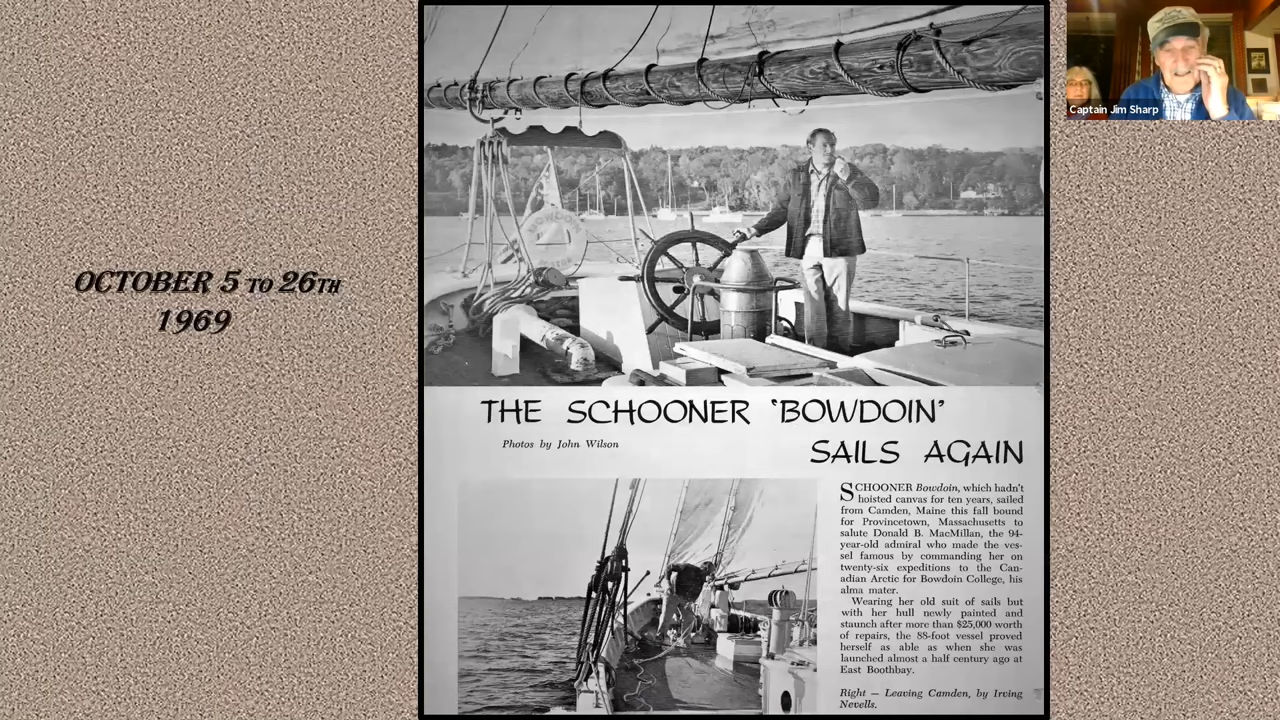 OCTOBER 5 TO 26TH
1969
Captain Jim Sharp
THE SCHOONER ‘BOWDOIN’
SAILS AGAIN
Photos by John Wilson
SCHOONER Bowdoin, which hadn't
hoisted canvas for ten years, sailed
from Camden, Maine this fall bound
for Provincetown, Massachusetts to
salute Donald B. MacMillan, the 94-
year-old admiral who made the ves-
sel famous by commanding her on
twenty-six expeditions to the Can-
adian Arctic for Bowdoin College, his
alma mater.
Wearing her old suit of sails but
with her hull newly painted and
staunch after more than $25,000 worth
of repairs, the 88-foot vessel proved
herself as able as when she was
launched almost a half century ago at
East Boothbay.
Right — Leaving Camden, by Irving
Nevells.